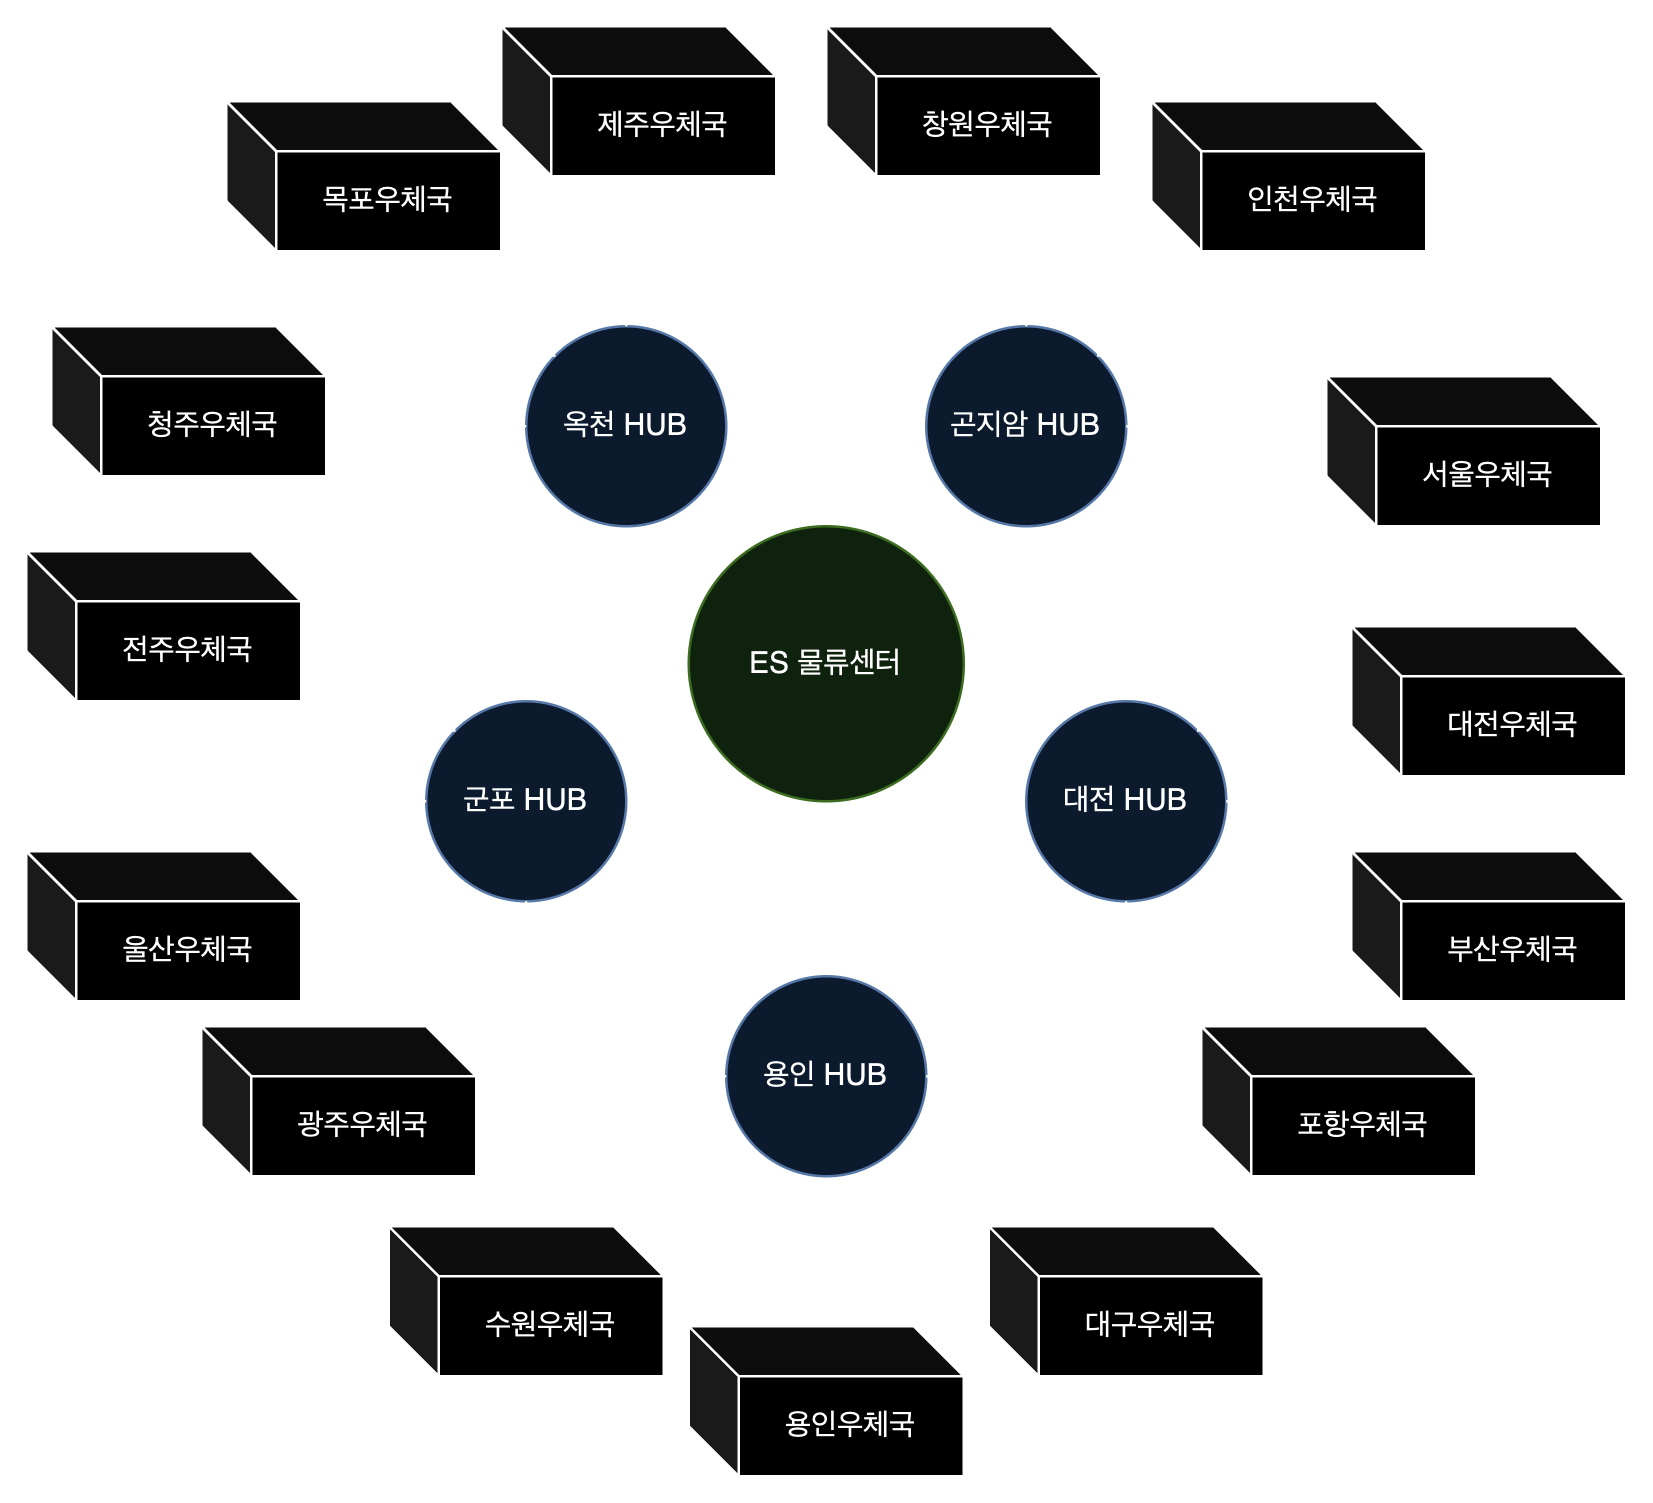 제주우체국
창원우체국
목포우체국
인천우체국
청주우체국
옥천 HUB
곤지암 HUB
서울우체국
전주우체국
ES 물류센터
대전우체국
군포 HUB
대전 HUB
울산우체국
부산우체국
용인 HUB
광주우체국
포항우체국
수원우체국
대구우체국
용인우체국